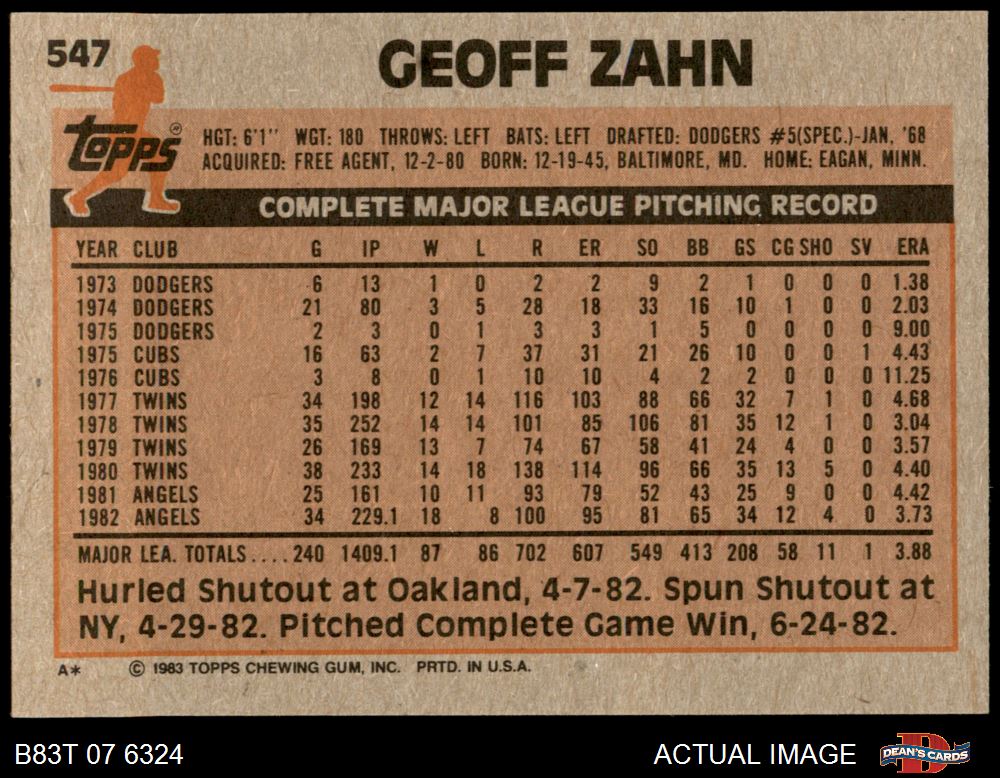 547
GEOFF ZAHN
Topps®
HGT: 6'1" WGT: 180 THROWS: LEFT BATS: LEFT DRAFTED: DODGERS #5(SPEC.)-JAN, '68
ACQUIRED: FREE AGENT, 12-2-80 BORN: 12-19-45, BALTIMORE, MD. HOME: EAGAN, MINN.
COMPLETE MAJOR LEAGUE PITCHING RECORD
YEAR CLUB G IP W L R ER SO BB GS CG SHO SV ERA
1973 DODGERS 6 13 1 0 2 2 9 2 1 0 0 0 1.38
1974 DODGERS 21 80 3 5 28 18 33 16 10 1 0 0 2.03
1975 DODGERS 2 3 0 1 3 3 1 5 0 0 0 0 9.00
1975 CUBS 16 63 2 7 37 31 21 26 10 0 0 1 4.43
1976 CUBS 3 8 0 1 10 10 4 2 2 0 0 0 11.25
1977 TWINS 34 198 12 14 116 103 88 66 32 7 1 0 4.68
1978 TWINS 35 252 14 14 101 85 106 81 35 12 1 0 3.04
1979 TWINS 26 169 13 7 74 67 58 41 24 4 0 0 3.57
1980 TWINS 38 233 14 18 138 114 96 66 35 13 5 0 4.40
1981 ANGELS 25 161 10 11 93 79 52 43 25 9 0 0 4.42
1982 ANGELS 34 229.1 18 8 100 95 81 65 34 12 4 0 3.73
MAJOR LEA. TOTALS.... 240 1409.1 87 86 702 607 549 413 208 58 11 1 3.88
Hurled Shutout at Oakland, 4-7-82. Spun Shutout at
NY, 4-29-82. Pitched Complete Game Win, 6-24-82.
A* © 1983 TOPPS CHEWING GUM, INC. PRTD. IN U.S.A.
B83T 07 6324 ACTUAL IMAGE DEAN'S CARDS